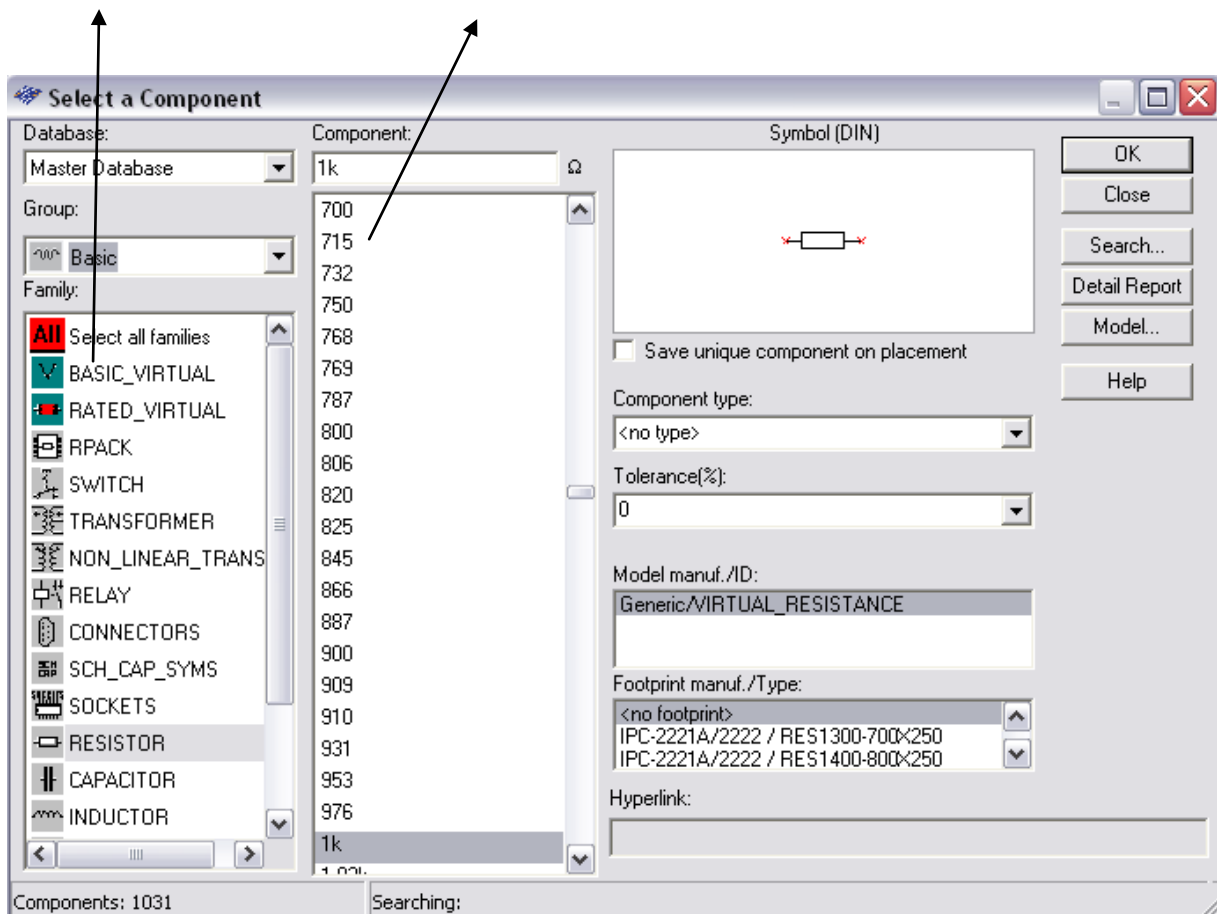 Select a Component
Database:
Master Database
Group:
Basic
Family:
All Select all families
BASIC_VIRTUAL
RATED_VIRTUAL
RPACK
SWITCH
TRANSFORMER
NON_LINEAR_TRANS
RELAY
CONNECTORS
SCH_CAP_SYMS
SOCKETS
RESISTOR
CAPACITOR
INDUCTOR
Component:
1k Ω
700
715
732
750
768
769
787
800
806
820
825
845
866
887
900
909
910
931
953
976
1k
Symbol (DIN)
Save unique component on placement
Component type:
<no type>
Tolerance(%):
0
Model manuf./ID:
Generic/VIRTUAL_RESISTANCE
Footprint manuf./Type:
<no footprint>
IPC-2221A/2222 / RES1300-700X250
IPC-2221A/2222 / RES1400-800X250
Hyperlink:
OK
Close
Search...
Detail Report
Model...
Help
Components: 1031
Searching: